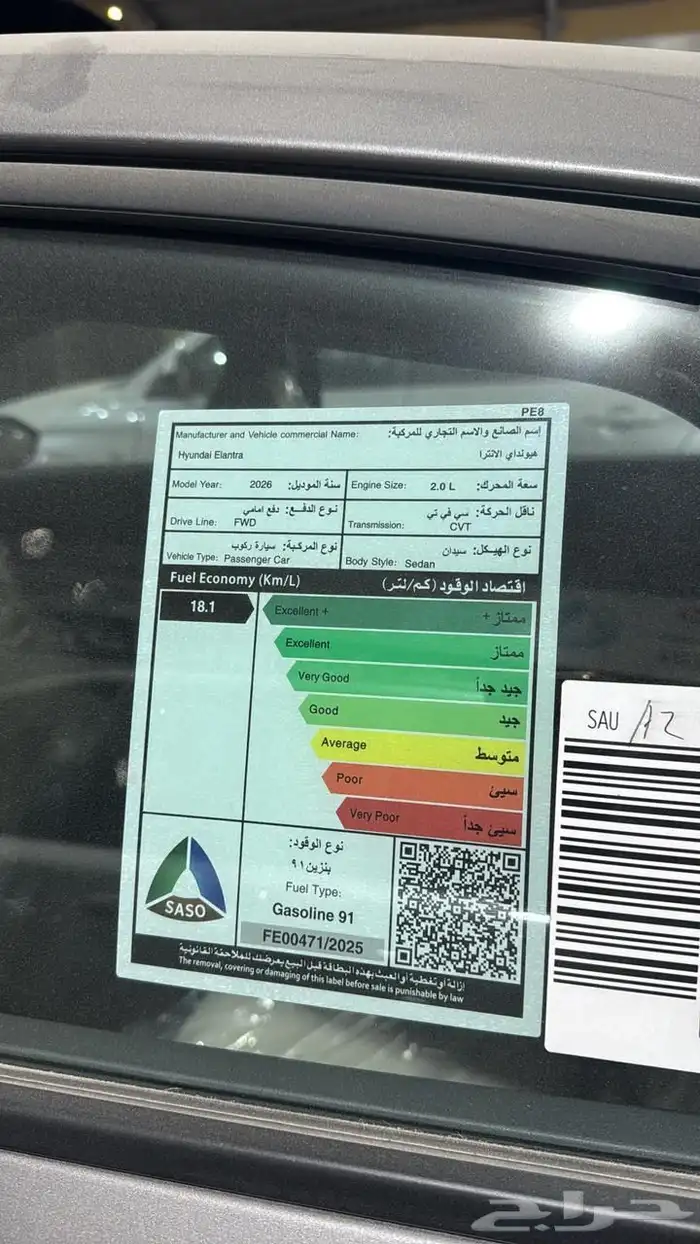 PE8
Manufacturer and Vehicle commercial Name: إسم الصانع والاسم التجاري للمركبة:
Hyundai Elantra هيونداي الانترا
Model Year: 2026 سنة الموديل: Engine Size: 2.0 L سعة المحرك:
نوع الدفع: دفع امامي
Drive Line: FWD
ناقل الحركة: سي في تي
Transmission: CVT
نوع المركبة: سيارة ركوب
Vehicle Type: Passenger Car
نوع الهيكل: سيدان
Body Style: Sedan
Fuel Economy (Km/L) اقتصاد الوقود (كم/لتر)
18.1
Excellent + ممتاز +
Excellent ممتاز
Very Good جيد جداً
Good جيد
Average متوسط
Poor سيئ
Very Poor سيئ جداً
SASO
نوع الوقود:
بنزين ٩١
Fuel Type:
Gasoline 91
FE00471/2025
إزالة أو تغطية أو العبث بهذه البطاقة قبل البيع يعرضك للملاحقة القانونية
The removal, covering or damaging of this label before sale is punishable by law
SAU
حراج